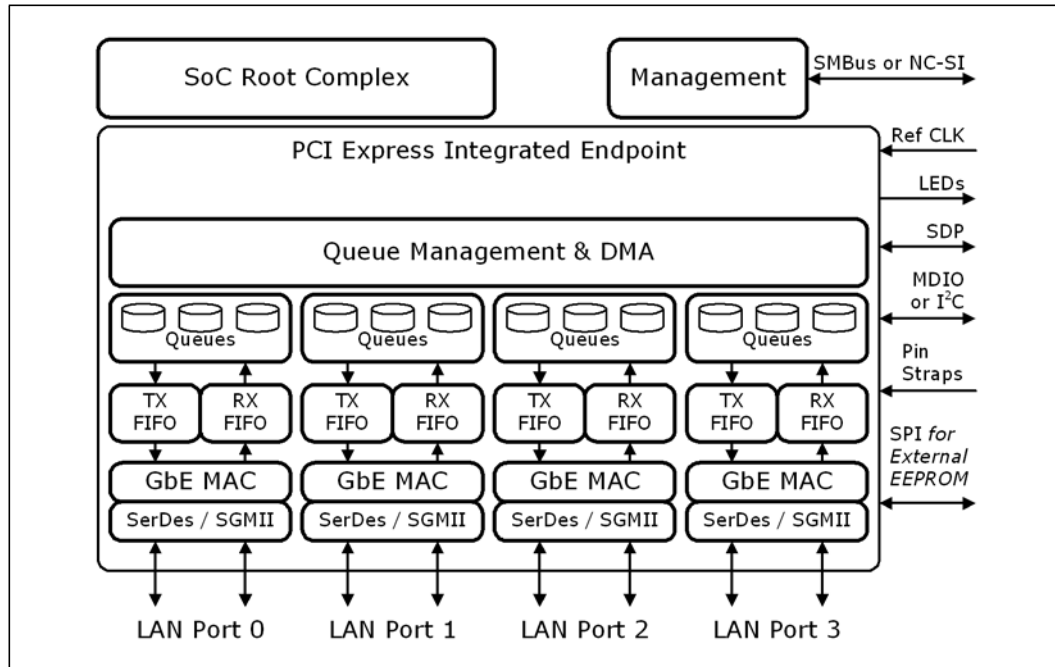 SoC Root Complex
Management
SMBus or NC-SI
PCI Express Integrated Endpoint
Ref CLK
LEDs
Queue Management & DMA
SDP
MDIO
or I²C
Queues
Queues
Queues
Queues
Pin
Straps
TX
FIFO
RX
FIFO
TX
FIFO
RX
FIFO
TX
FIFO
RX
FIFO
TX
FIFO
RX
FIFO
SPI for
External
EEPROM
GbE MAC
GbE MAC
GbE MAC
GbE MAC
SerDes / SGMII
SerDes / SGMII
SerDes / SGMII
SerDes / SGMII
LAN Port 0
LAN Port 1
LAN Port 2
LAN Port 3